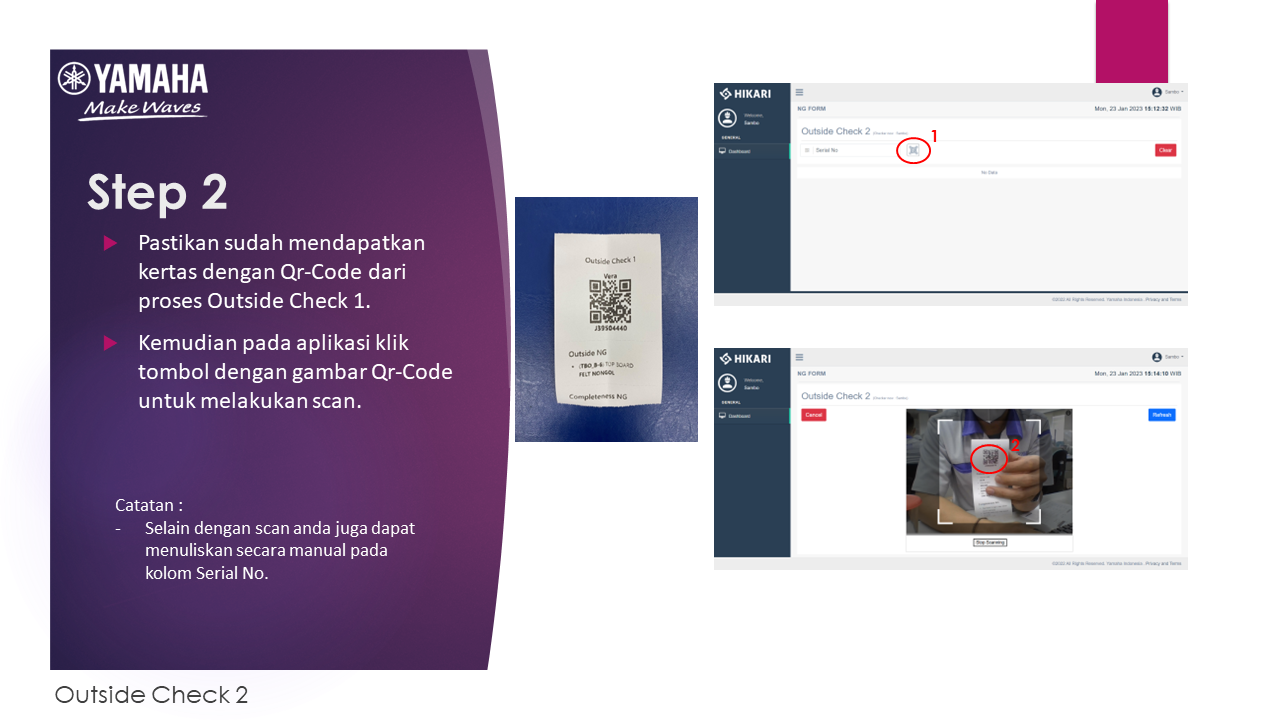 YAMAHA
Make Waves
Step 2
Pastikan sudah mendapatkan
kertas dengan Qr-Code dari
proses Outside Check 1.
Kemudian pada aplikasi klik
tombol dengan gambar Qr-Code
untuk melakukan scan.
Catatan :
- Selain dengan scan anda juga dapat
menuliskan secara manual pada
kolom Serial No.
Outside Check 2
Outside Check 1
Vera
J39504440
Outside NG
• :TBO_B-6: TOP BOARD
FELT NONGOL
Completeness NG
HIKARI
Welcome,
Sambo
GENERAL
Dashboard
Sambo
NG FORM
Mon, 23 Jan 2023 15:12:32 WIB
Outside Check 2
Serial No
1
Clear
No Data
All Rights Reserved. Yamaha Indonesia. Privacy and Terms
HIKARI
Welcome,
Sambo
GENERAL
Dashboard
Sambo
NG FORM
Mon, 23 Jan 2023 15:14:10 WIB
Outside Check 2
Cancel
Refresh
2
Stop Scanning
All Rights Reserved. Yamaha Indonesia. Privacy and Terms